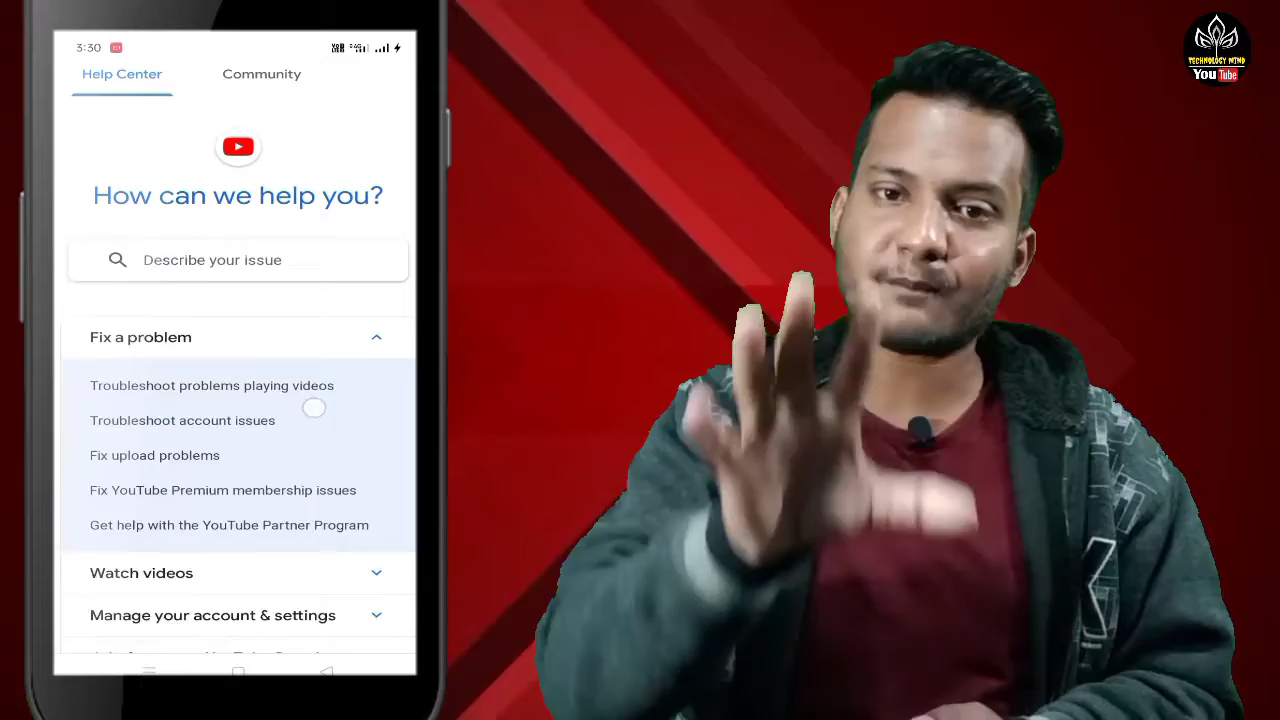 3:30
Help Center
Community
How can we help you?
Describe your issue
Fix a problem
Troubleshoot problems playing videos
Troubleshoot account issues
Fix upload problems
Fix YouTube Premium membership issues
Get help with the YouTube Partner Program
Watch videos
Manage your account & settings
TECHNOLOGY MIND
YouTube